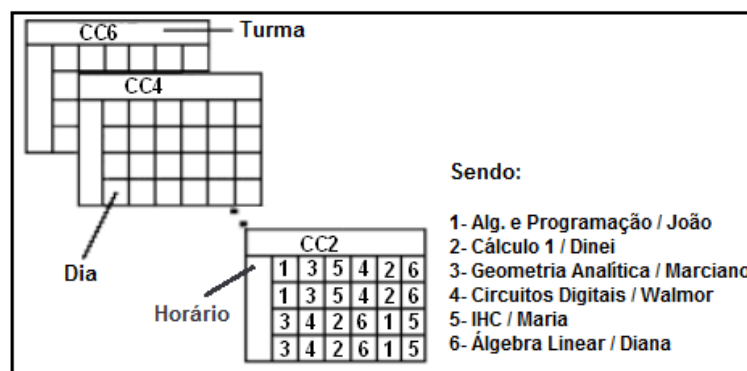 CC6
Turma
CC4
Dia
Horário
CC2
1 3 5 4 2 6
1 3 5 4 2 6
3 4 2 6 1 5
3 4 2 6 1 5
Sendo:
1- Alg. e Programação / João
2- Cálculo 1 / Dinei
3- Geometria Analítica / Marciano
4- Circuitos Digitais / Walmor
5- IHC / Maria
6- Álgebra Linear / Diana